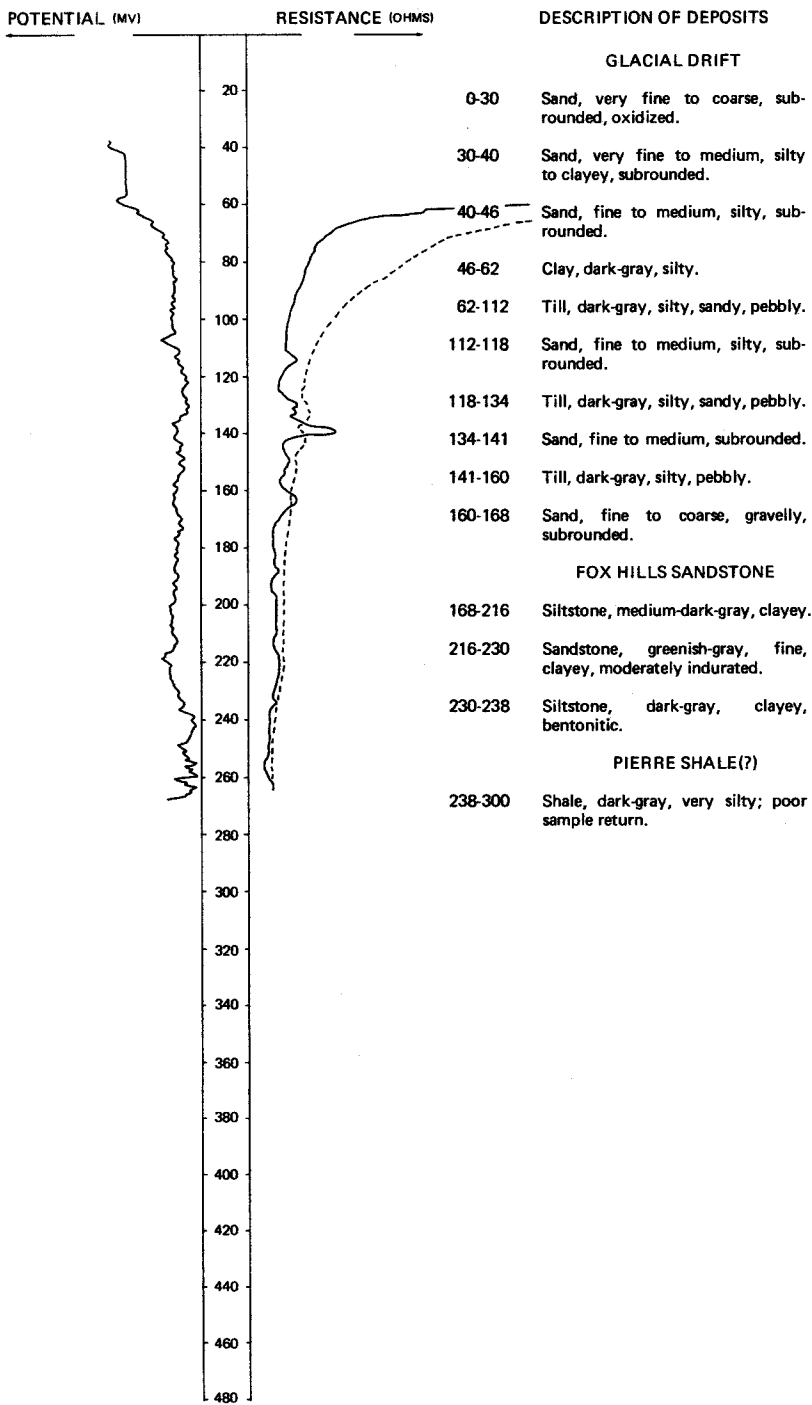 POTENTIAL (MV) RESISTANCE (OHMS) DESCRIPTION OF DEPOSITS
GLACIAL DRIFT
0-30 Sand, very fine to coarse, sub-
rounded, oxidized.
30-40 Sand, very fine to medium, silty
to clayey, subrounded.
40-46 Sand, fine to medium, silty, sub-
rounded.
46-62 Clay, dark-gray, silty.
62-112 Till, dark-gray, silty, sandy, pebbly.
112-118 Sand, fine to medium, silty, sub-
rounded.
118-134 Till, dark-gray, silty, sandy, pebbly.
134-141 Sand, fine to medium, subrounded.
141-160 Till, dark-gray, silty, pebbly.
160-168 Sand, fine to coarse, gravelly,
subrounded.
FOX HILLS SANDSTONE
168-216 Siltstone, medium-dark-gray, clayey.
216-230 Sandstone, greenish-gray, fine,
clayey, moderately indurated.
230-238 Siltstone, dark-gray, clayey,
bentonitic.
PIERRE SHALE(?)
238-300 Shale, dark-gray, very silty; poor
sample return.
20
40
60
80
100
120
140
160
180
200
220
240
260
280
300
320
340
360
380
400
420
440
460
480